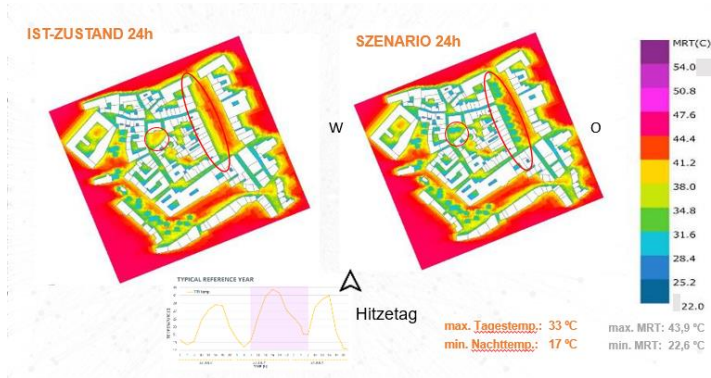 IST-ZUSTAND 24h
SZENARIO 24h
MRT(C)
54.0
50.8
47.6
44.4
41.2
38.0
34.8
31.6
28.4
25.2
22.0
W
O
TYPICAL REFERENCE YEAR
Hitzetag
max. Tagestemp.: 33 °C
min. Nachttemp.: 17 °C
max. MRT: 43,9 °C
min. MRT: 22,6 °C